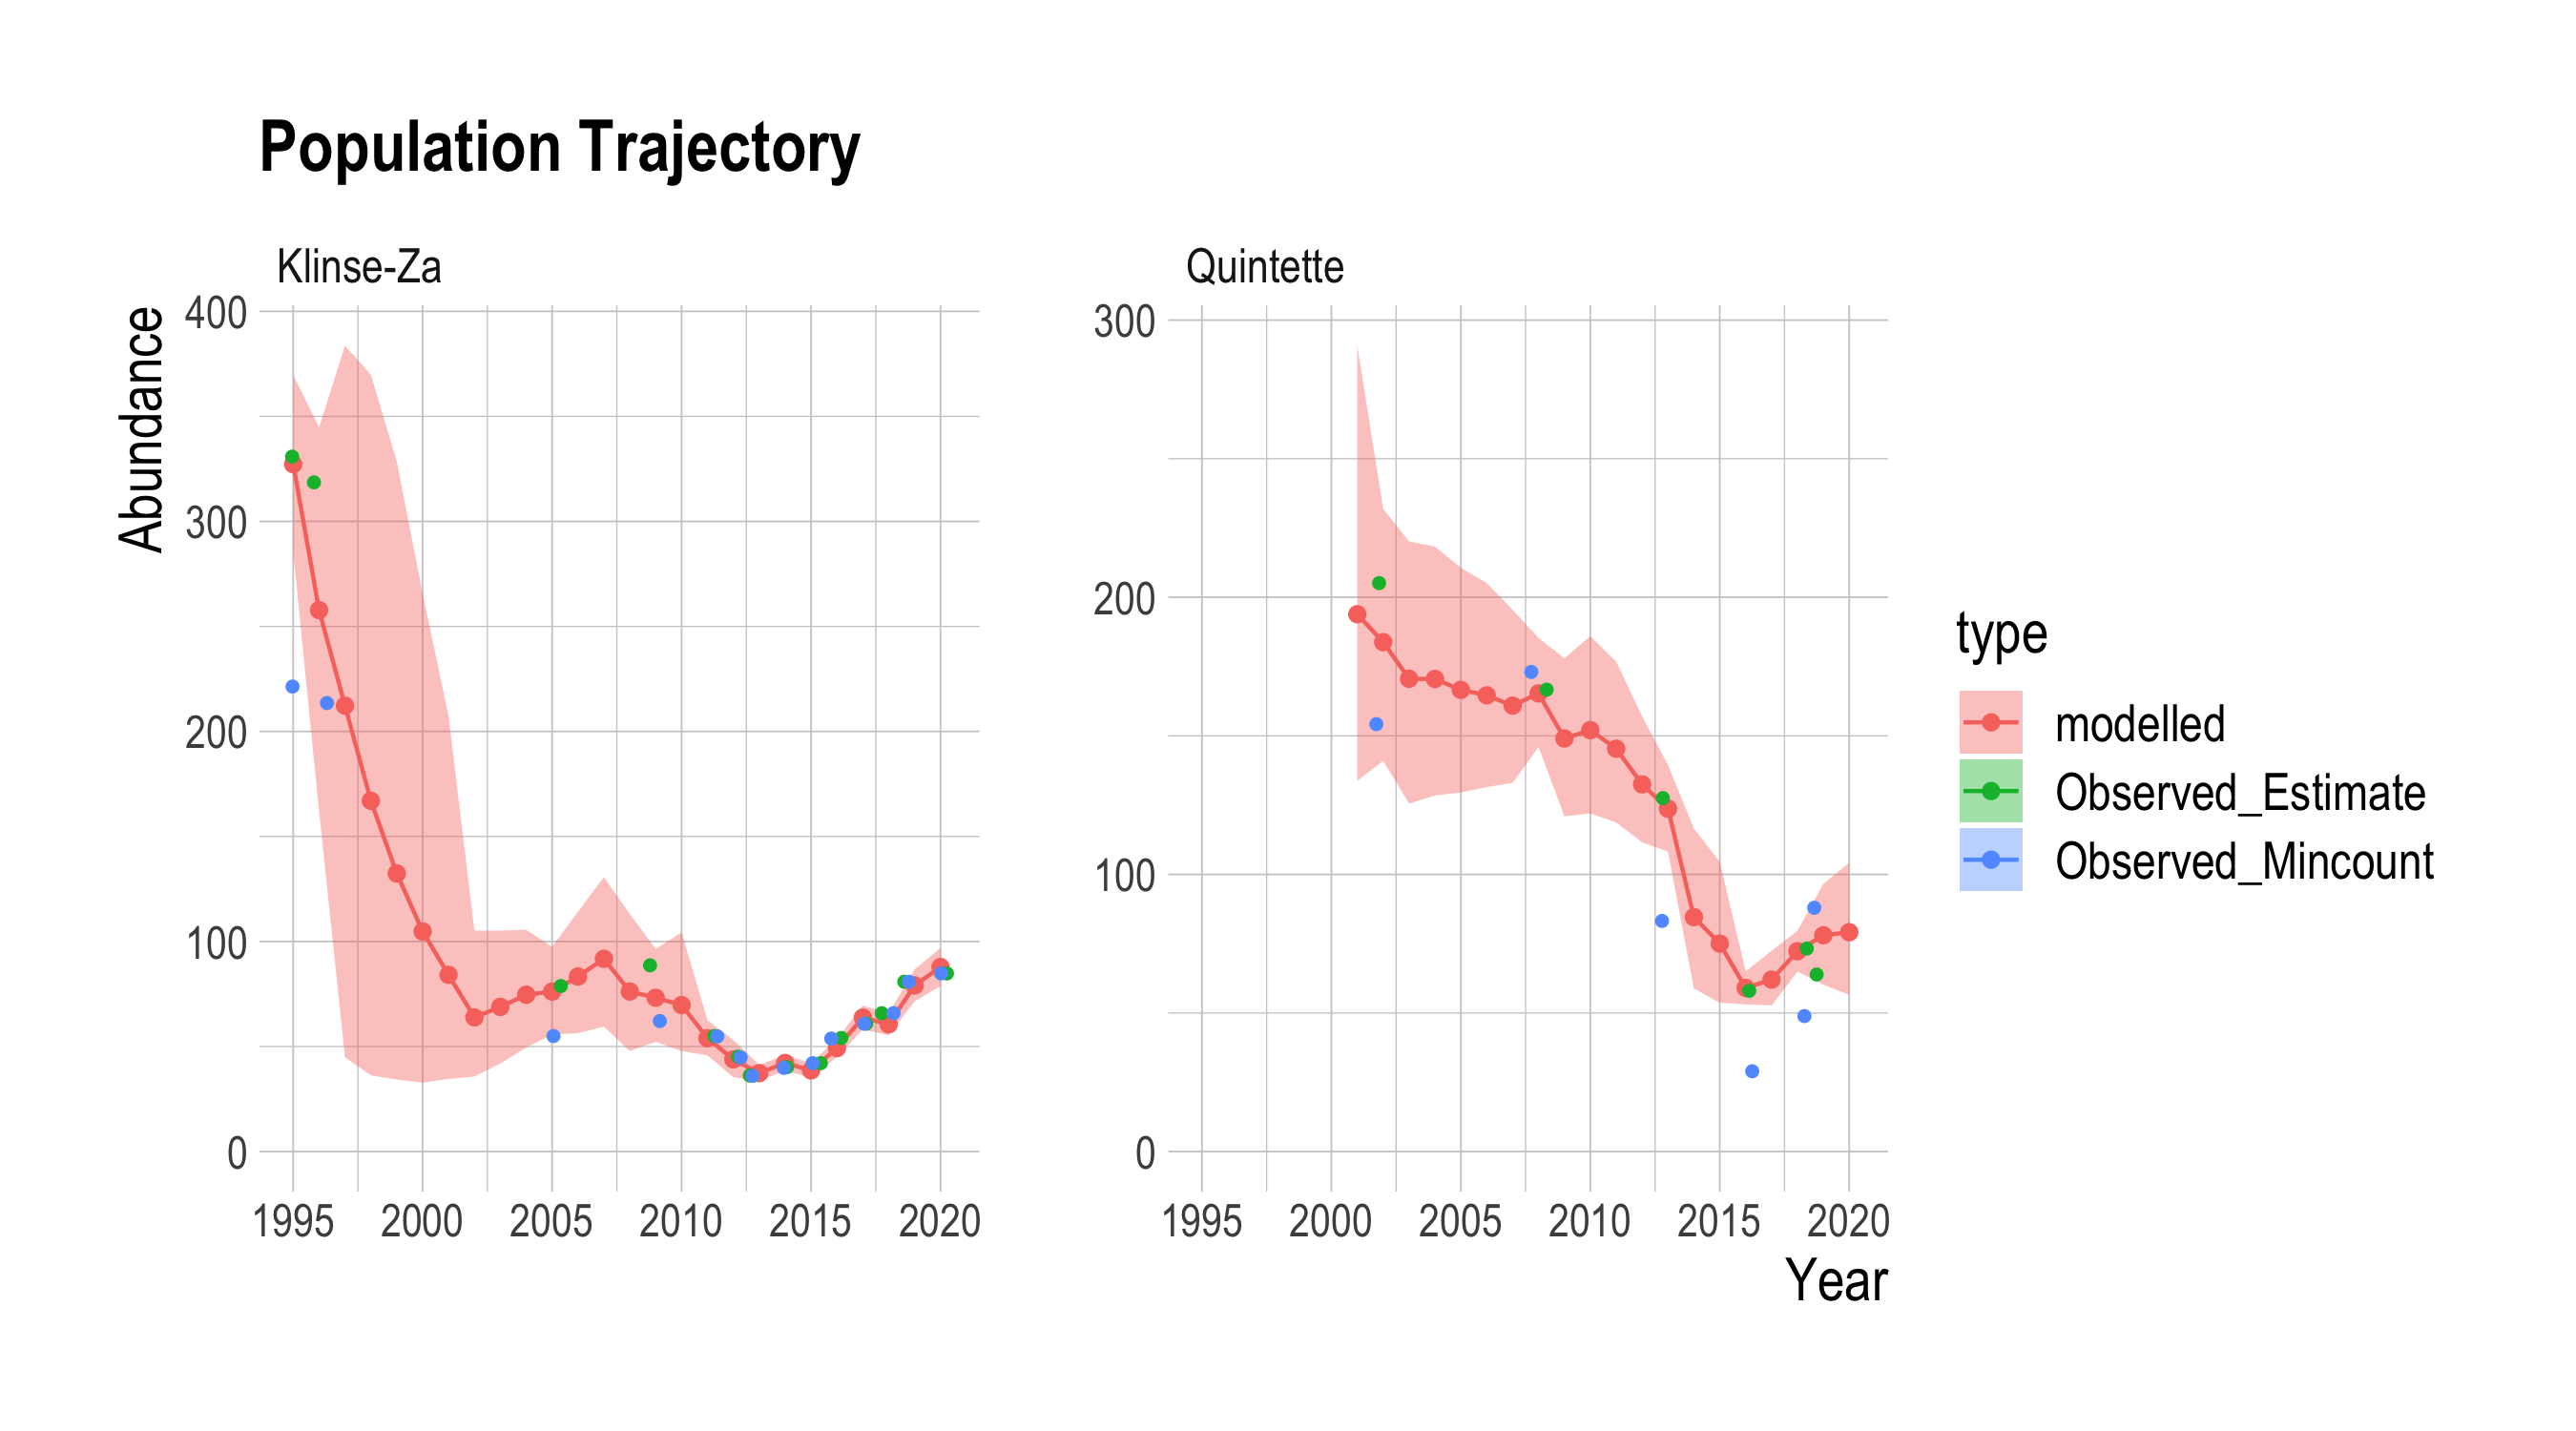 Population Trajectory
Klinse-Za
Quintette
Abundance
400
300
200
100
0
300
200
100
0
1995 2000 2005 2010 2015 2020
1995 2000 2005 2010 2015 2020
Year
type
modelled
Observed_Estimate
Observed_Mincount